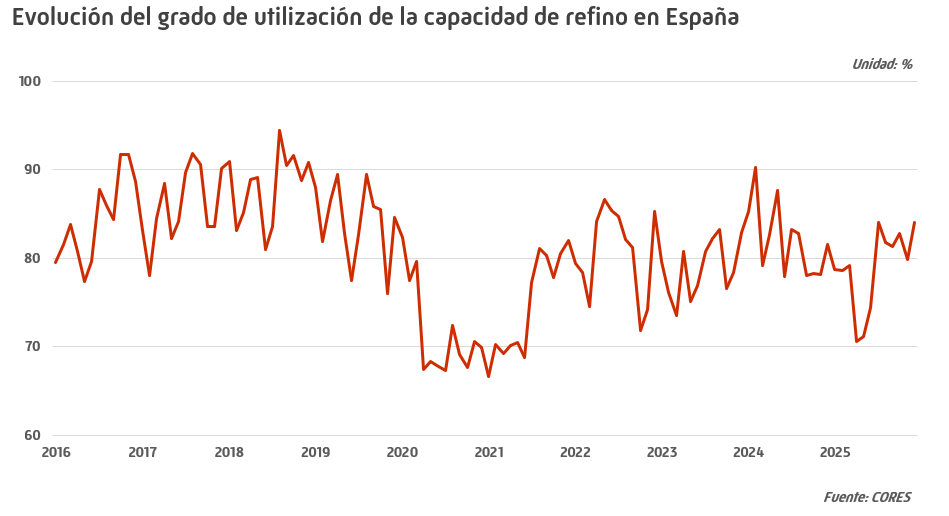 Evolución del grado de utilización de la capacidad de refino en España
Unidad: %
100
90
80
70
60
2016 2017 2018 2019 2020 2021 2022 2023 2024 2025
Fuente: CORES